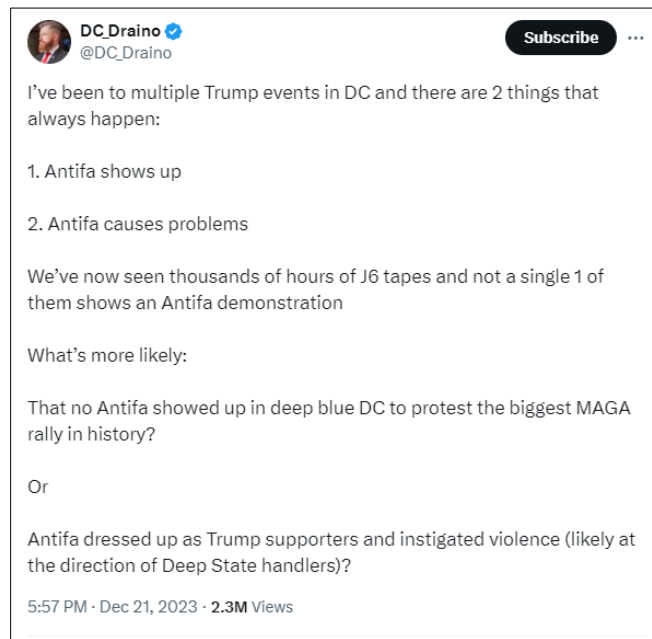 DC_Draino
@DC_Draino
Subscribe
I’ve been to multiple Trump events in DC and there are 2 things that
always happen:
1. Antifa shows up
2. Antifa causes problems
We’ve now seen thousands of hours of J6 tapes and not a single 1 of
them shows an Antifa demonstration
What’s more likely:
That no Antifa showed up in deep blue DC to protest the biggest MAGA
rally in history?
Or
Antifa dressed up as Trump supporters and instigated violence (likely at
the direction of Deep State handlers)?
5:57 PM · Dec 21, 2023 · 2.3M Views